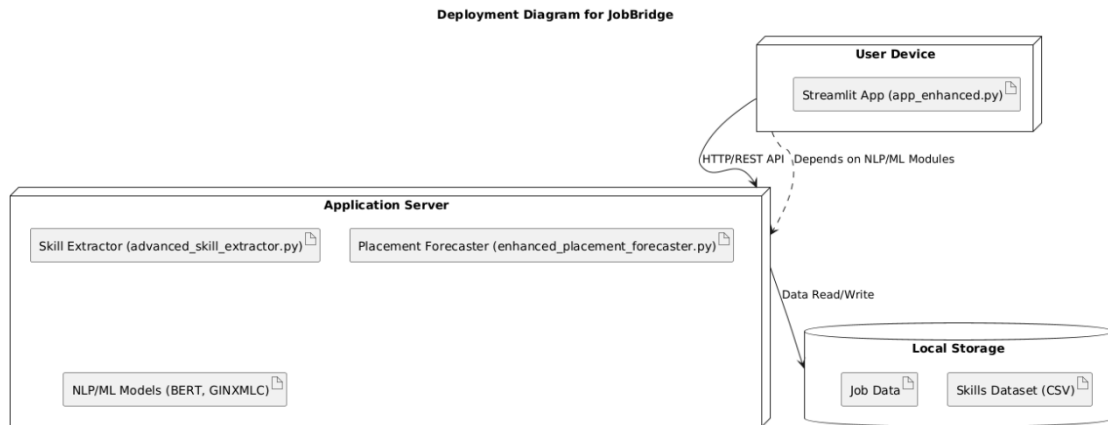 Deployment Diagram for JobBridge
User Device
Streamlit App (app_enhanced.py)
HTTP/REST API
Depends on NLP/ML Modules
Application Server
Skill Extractor (advanced_skill_extractor.py)
Placement Forecaster (enhanced_placement_forecaster.py)
Data Read/Write
Local Storage
NLP/ML Models (BERT, GINXMLC)
Job Data
Skills Dataset (CSV)